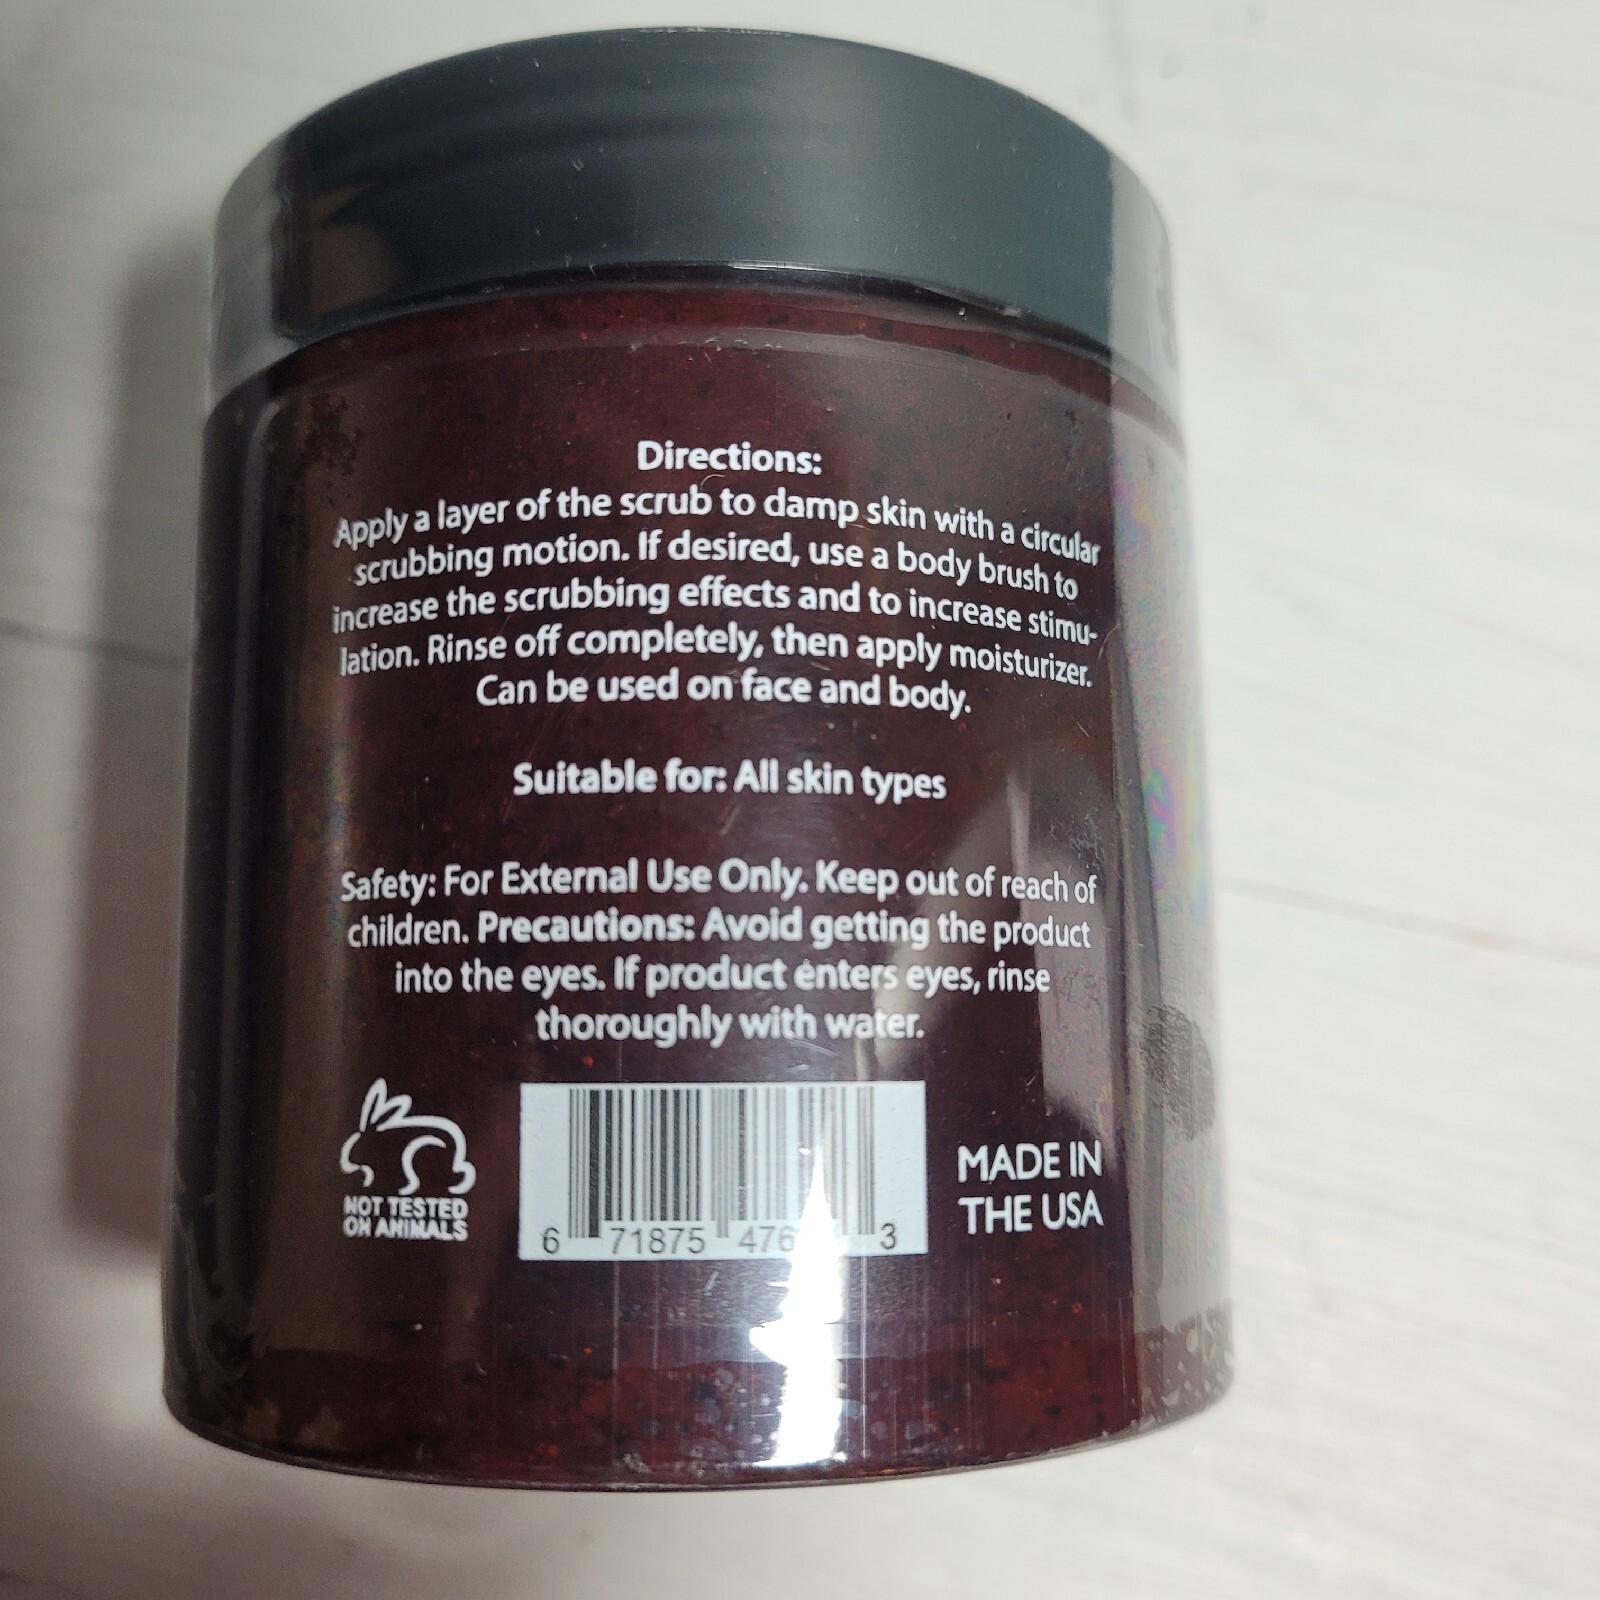 Directions:
Apply a layer of the scrub to damp skin with a circular
scrubbing motion. If desired, use a body brush to
increase the scrubbing effects and to increase stimu-
lation. Rinse off completely, then apply moisturizer.
Can be used on face and body.
Suitable for: All skin types
Safety: For External Use Only. Keep out of reach of
children. Precautions: Avoid getting the product
into the eyes. If product enters eyes, rinse
thoroughly with water.
NOT TESTED
ON ANIMALS
6 71875 3
MADE IN
THE USA